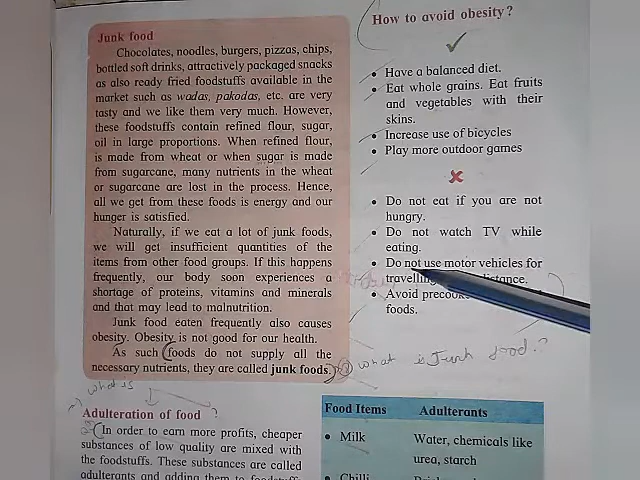 Junk food
Chocolates, noodles, burgers, pizzas, chips,
bottled soft drinks, attractively packaged snacks
as also ready fried foodstuffs available in the
market such as wadas, pakodas, etc. are very
tasty and we like them very much. However,
these foodstuffs contain refined flour, sugar,
oil in large proportions. When refined flour,
is made from wheat or when sugar is made
from sugarcane, many nutrients in the wheat
or sugarcane are lost in the process. Hence,
all we get from these foods is energy and our
hunger is satisfied.
Naturally, if we eat a lot of junk foods,
we will get insufficient quantities of the
items from other food groups. If this happens
frequently, our body soon experiences a
shortage of proteins, vitamins and minerals
and that may lead to malnutrition.
Junk food eaten frequently also causes
obesity. Obesity is not good for our health.
As such foods do not supply all the
necessary nutrients, they are called junk foods.
what is Junk food.?
what is ?
Adulteration of food
In order to earn more profits, cheaper
substances of low quality are mixed with
the foodstuffs. These substances are called
adulterants and adding them to foodstuffs
How to avoid obesity?
✓
• Have a balanced diet.
• Eat whole grains. Eat fruits
and vegetables with their
skins.
• Increase use of bicycles
• Play more outdoor games
✗
• Do not eat if you are not
hungry.
• Do not watch TV while
eating.
• Do not use motor vehicles for
travelling distance.
• Avoid
foods.
Food Items Adulterants
• Milk Water, chemicals like
urea, starch
• Chilli